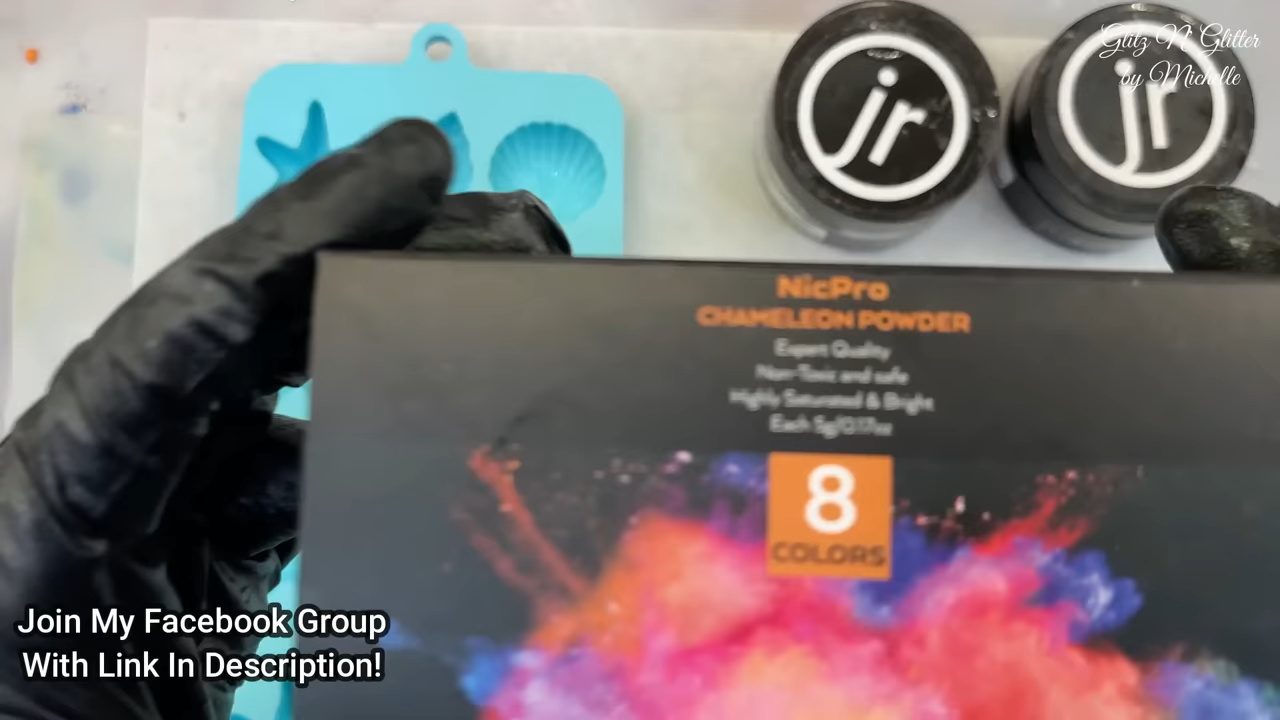 Glitz N' Glitter
by Michelle
jr
jr
NicPro
CHAMELEON POWDER
Expert Quality
Non-Toxic and safe
Highly Saturated & Bright
Each 5g/0.17oz
8
COLORS
Join My Facebook Group
With Link In Description!